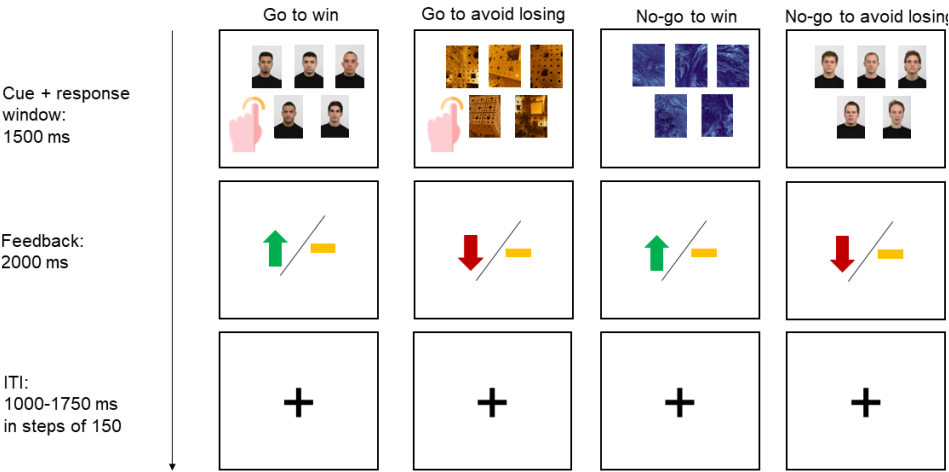 Go to win
Go to avoid losing
No-go to win
No-go to avoid losing
Cue + response
window:
1500 ms
Feedback:
2000 ms
ITI:
1000-1750 ms
in steps of 150